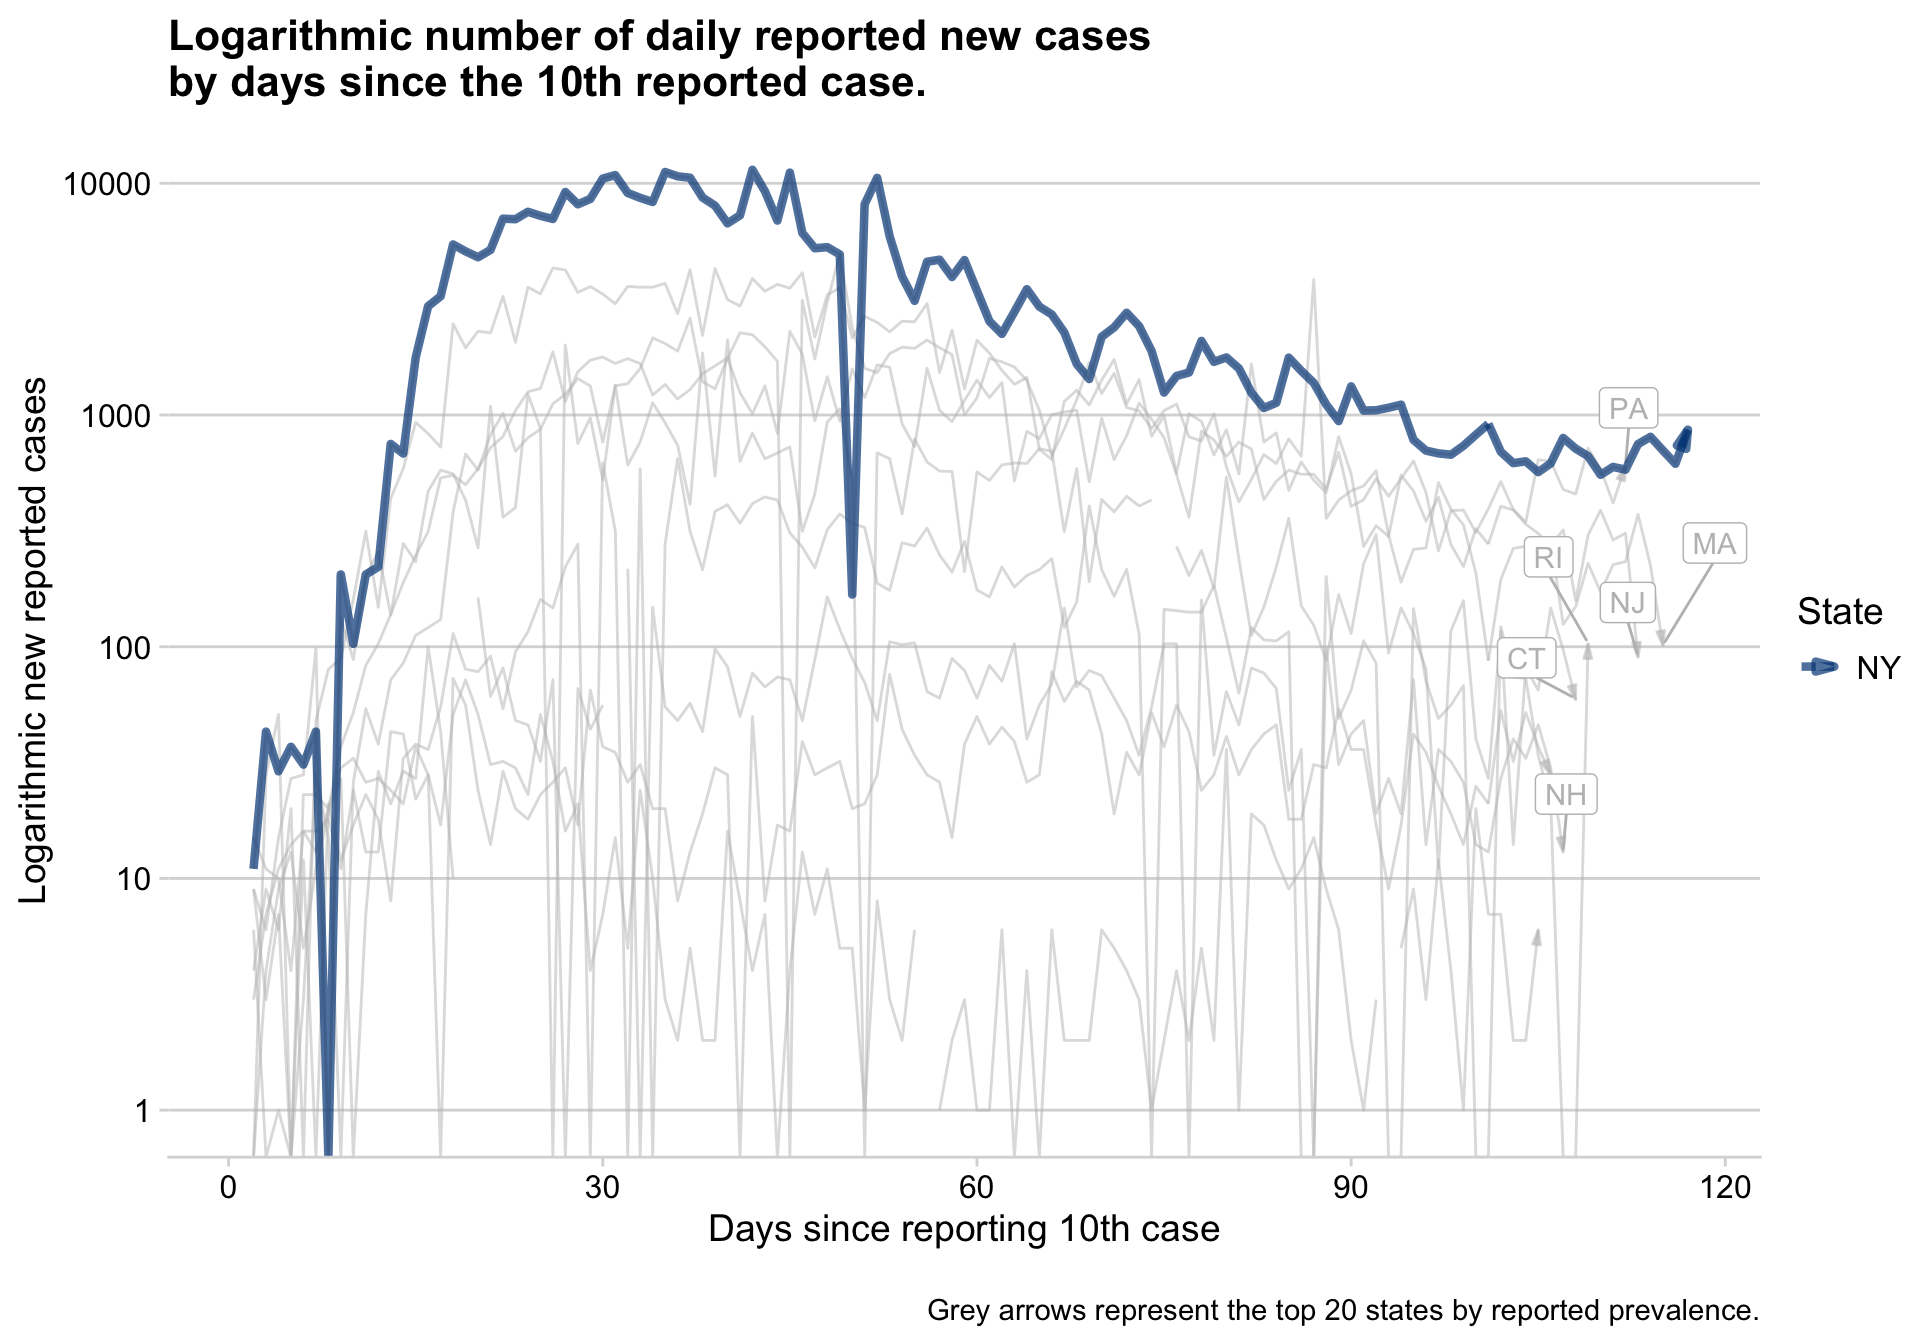 Logarithmic number of daily reported new cases
by days since the 10th reported case.
Logarithmic new reported cases
10000
1000
100
10
1
PA
MA
RI
NJ
CT
NH
State
NY
0
30
60
90
120
Days since reporting 10th case
Grey arrows represent the top 20 states by reported prevalence.